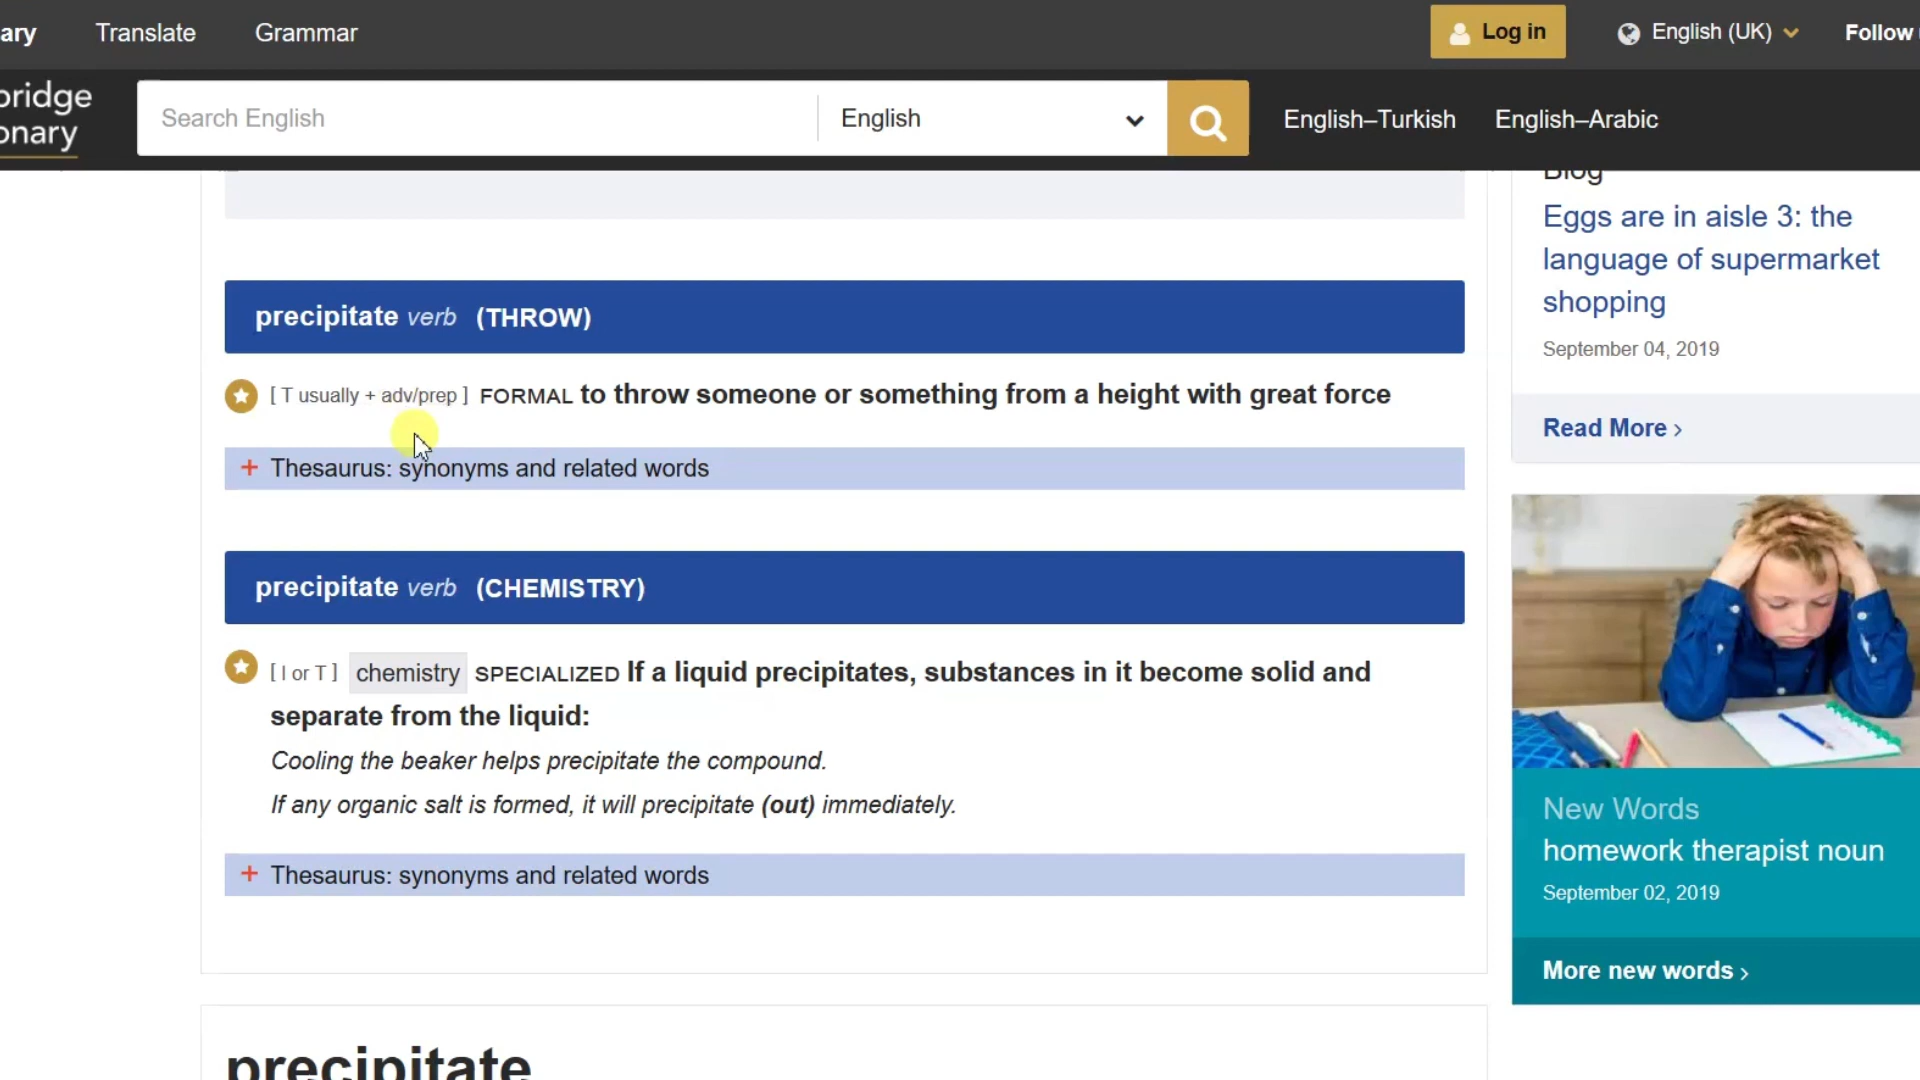 ary Translate Grammar Log in English (UK) Follow
bridge
onary
Search English English English–Turkish English–Arabic
Blog
Eggs are in aisle 3: the
language of supermarket
shopping
September 04, 2019
Read More ›
precipitate verb (THROW)
[ T usually + adv/prep ] FORMAL to throw someone or something from a height with great force
+ Thesaurus: synonyms and related words
precipitate verb (CHEMISTRY)
[ I or T ] chemistry SPECIALIZED If a liquid precipitates, substances in it become solid and
separate from the liquid:
Cooling the beaker helps precipitate the compound.
If any organic salt is formed, it will precipitate (out) immediately.
+ Thesaurus: synonyms and related words
New Words
homework therapist noun
September 02, 2019
More new words ›
precipitate